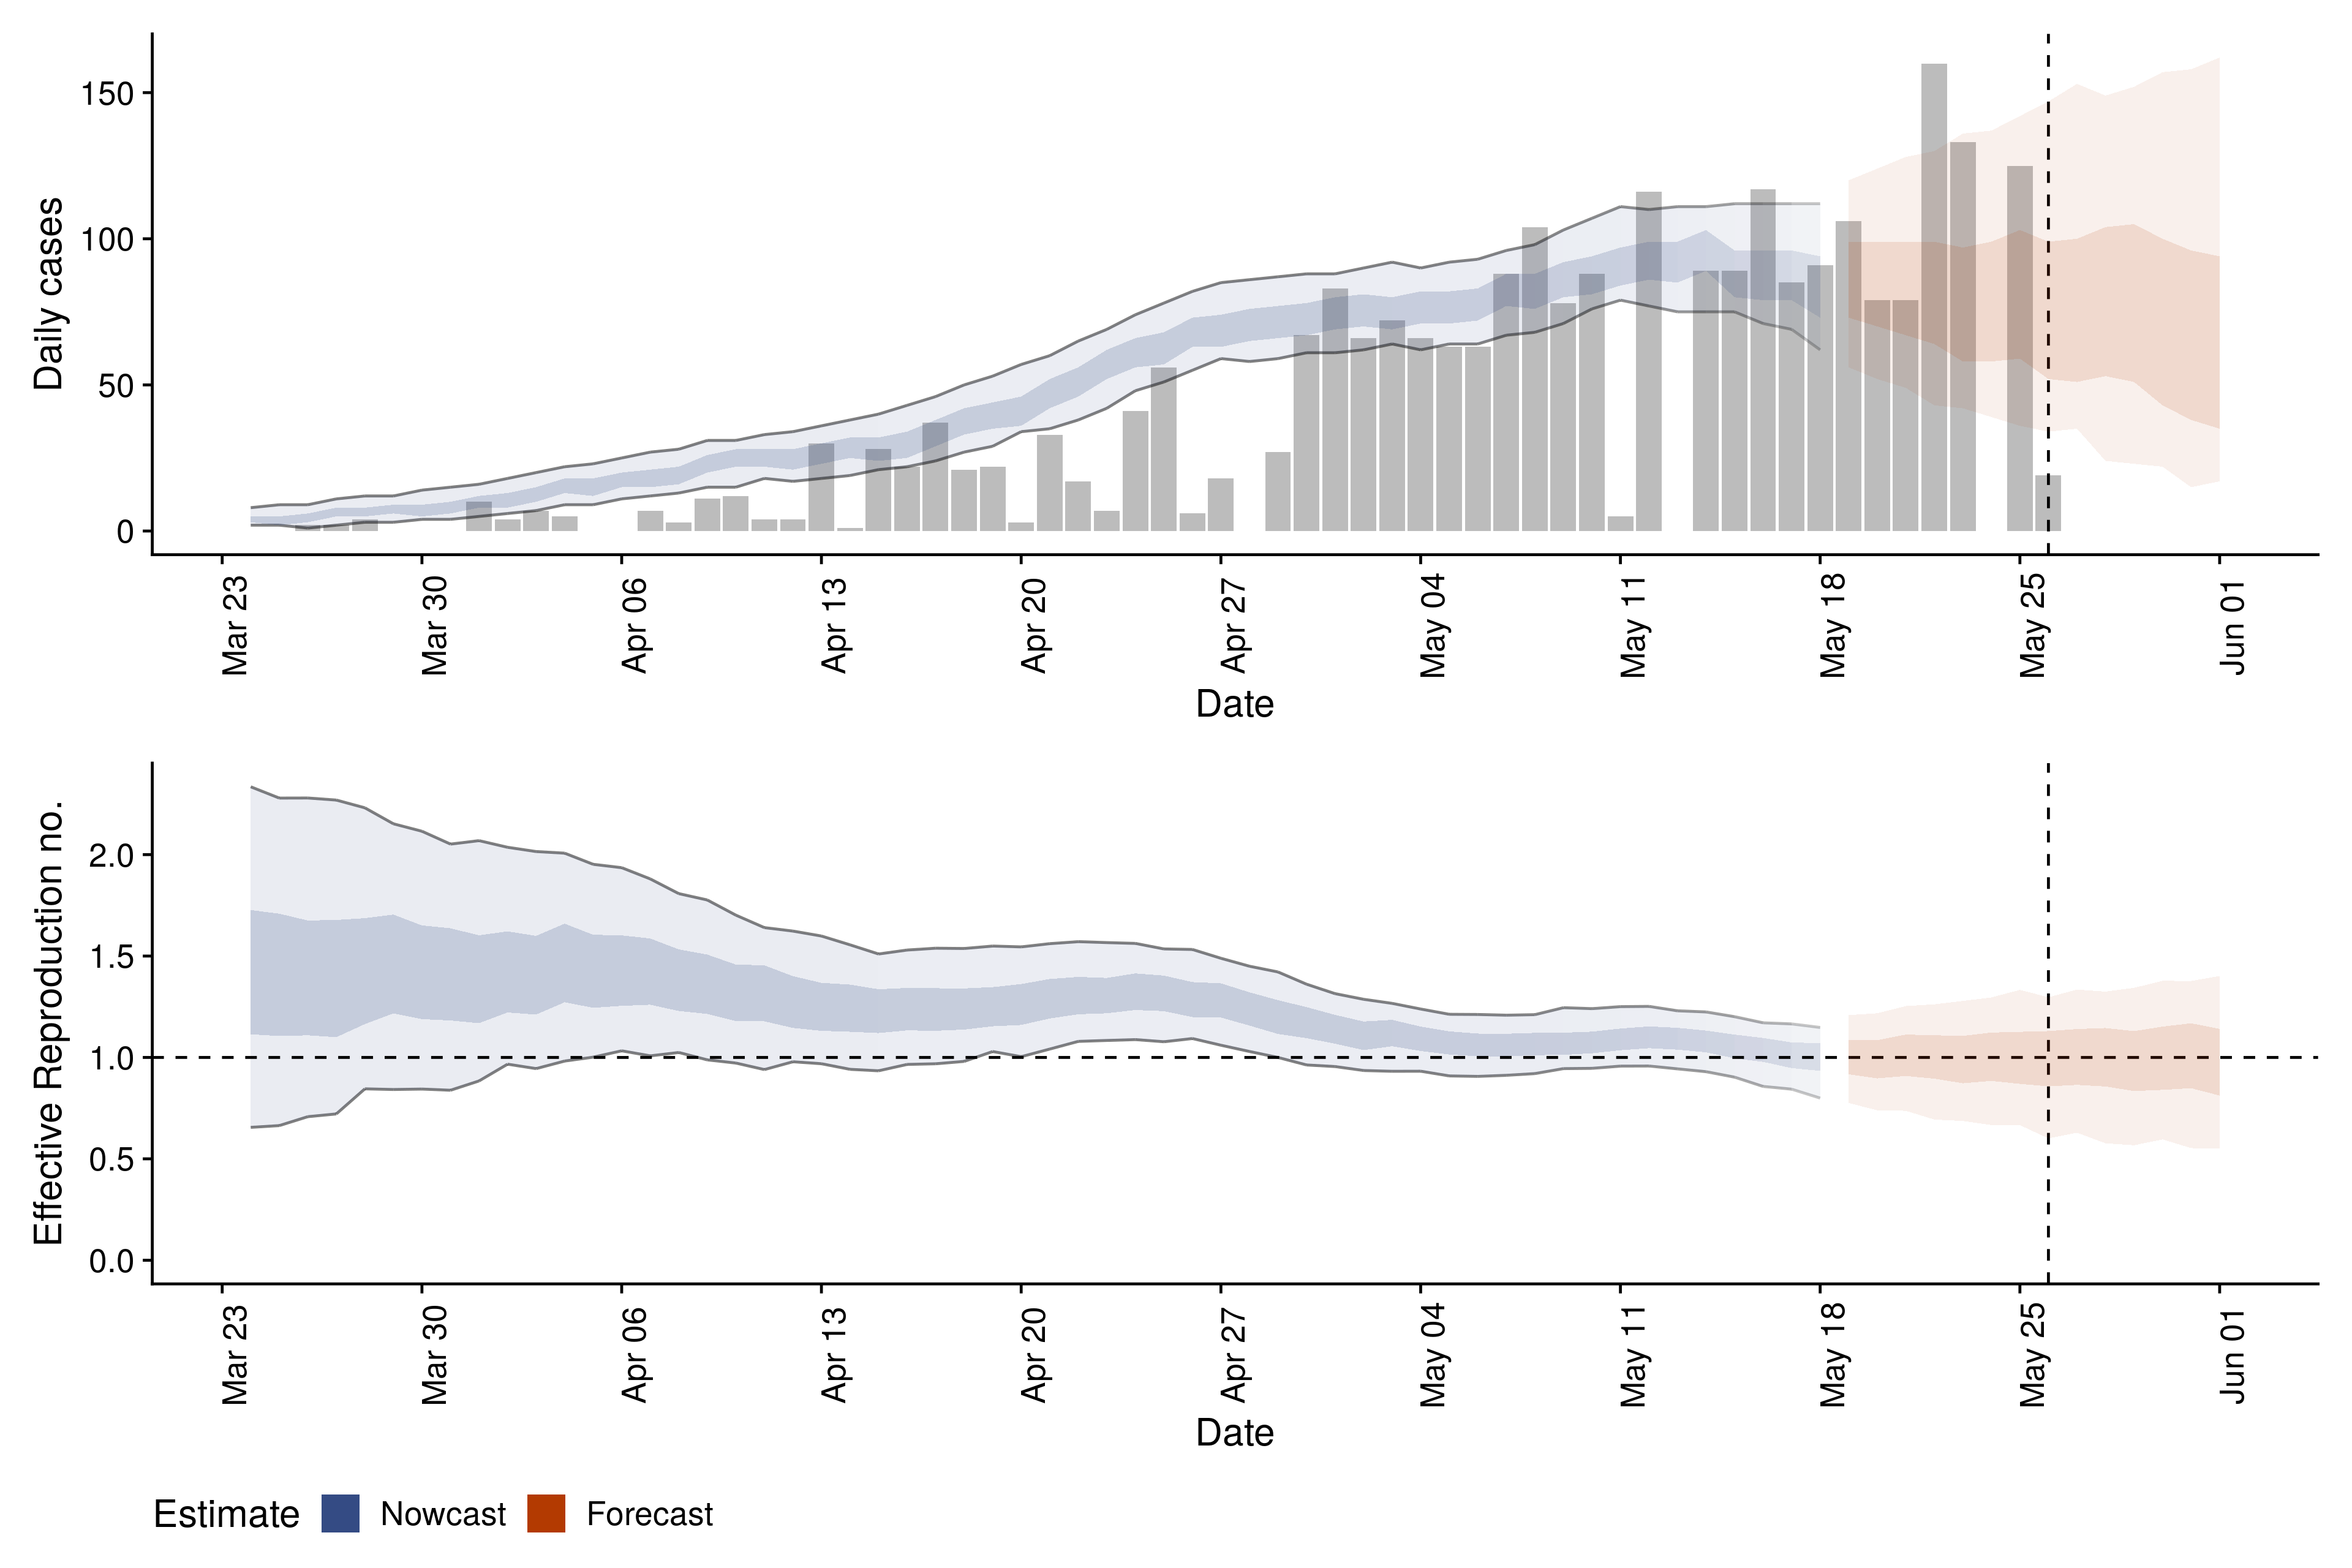 Daily cases
150
100
50
0
Mar 23
Mar 30
Apr 06
Apr 13
Apr 20
Apr 27
May 04
May 11
May 18
May 25
Jun 01
Date
Effective Reproduction no.
2.0
1.5
1.0
0.5
0.0
Mar 23
Mar 30
Apr 06
Apr 13
Apr 20
Apr 27
May 04
May 11
May 18
May 25
Jun 01
Date
Estimate Nowcast Forecast